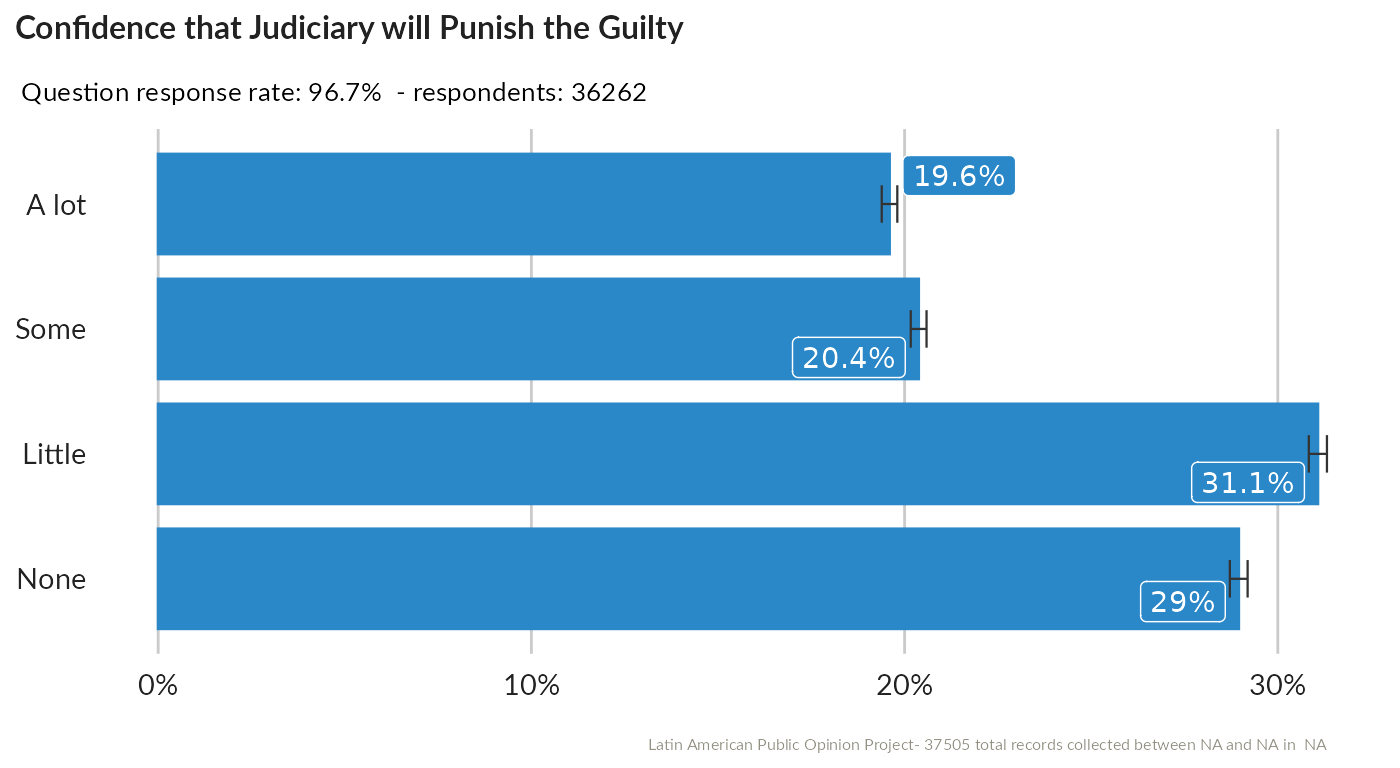 Confidence that Judiciary will Punish the Guilty
Question response rate: 96.7%  - respondents: 36262
A lot
19.6%
Some
20.4%
Little
31.1%
None
29%
0%
10%
20%
30%
Latin American Public Opinion Project- 37505 total records collected between NA and NA in  NA